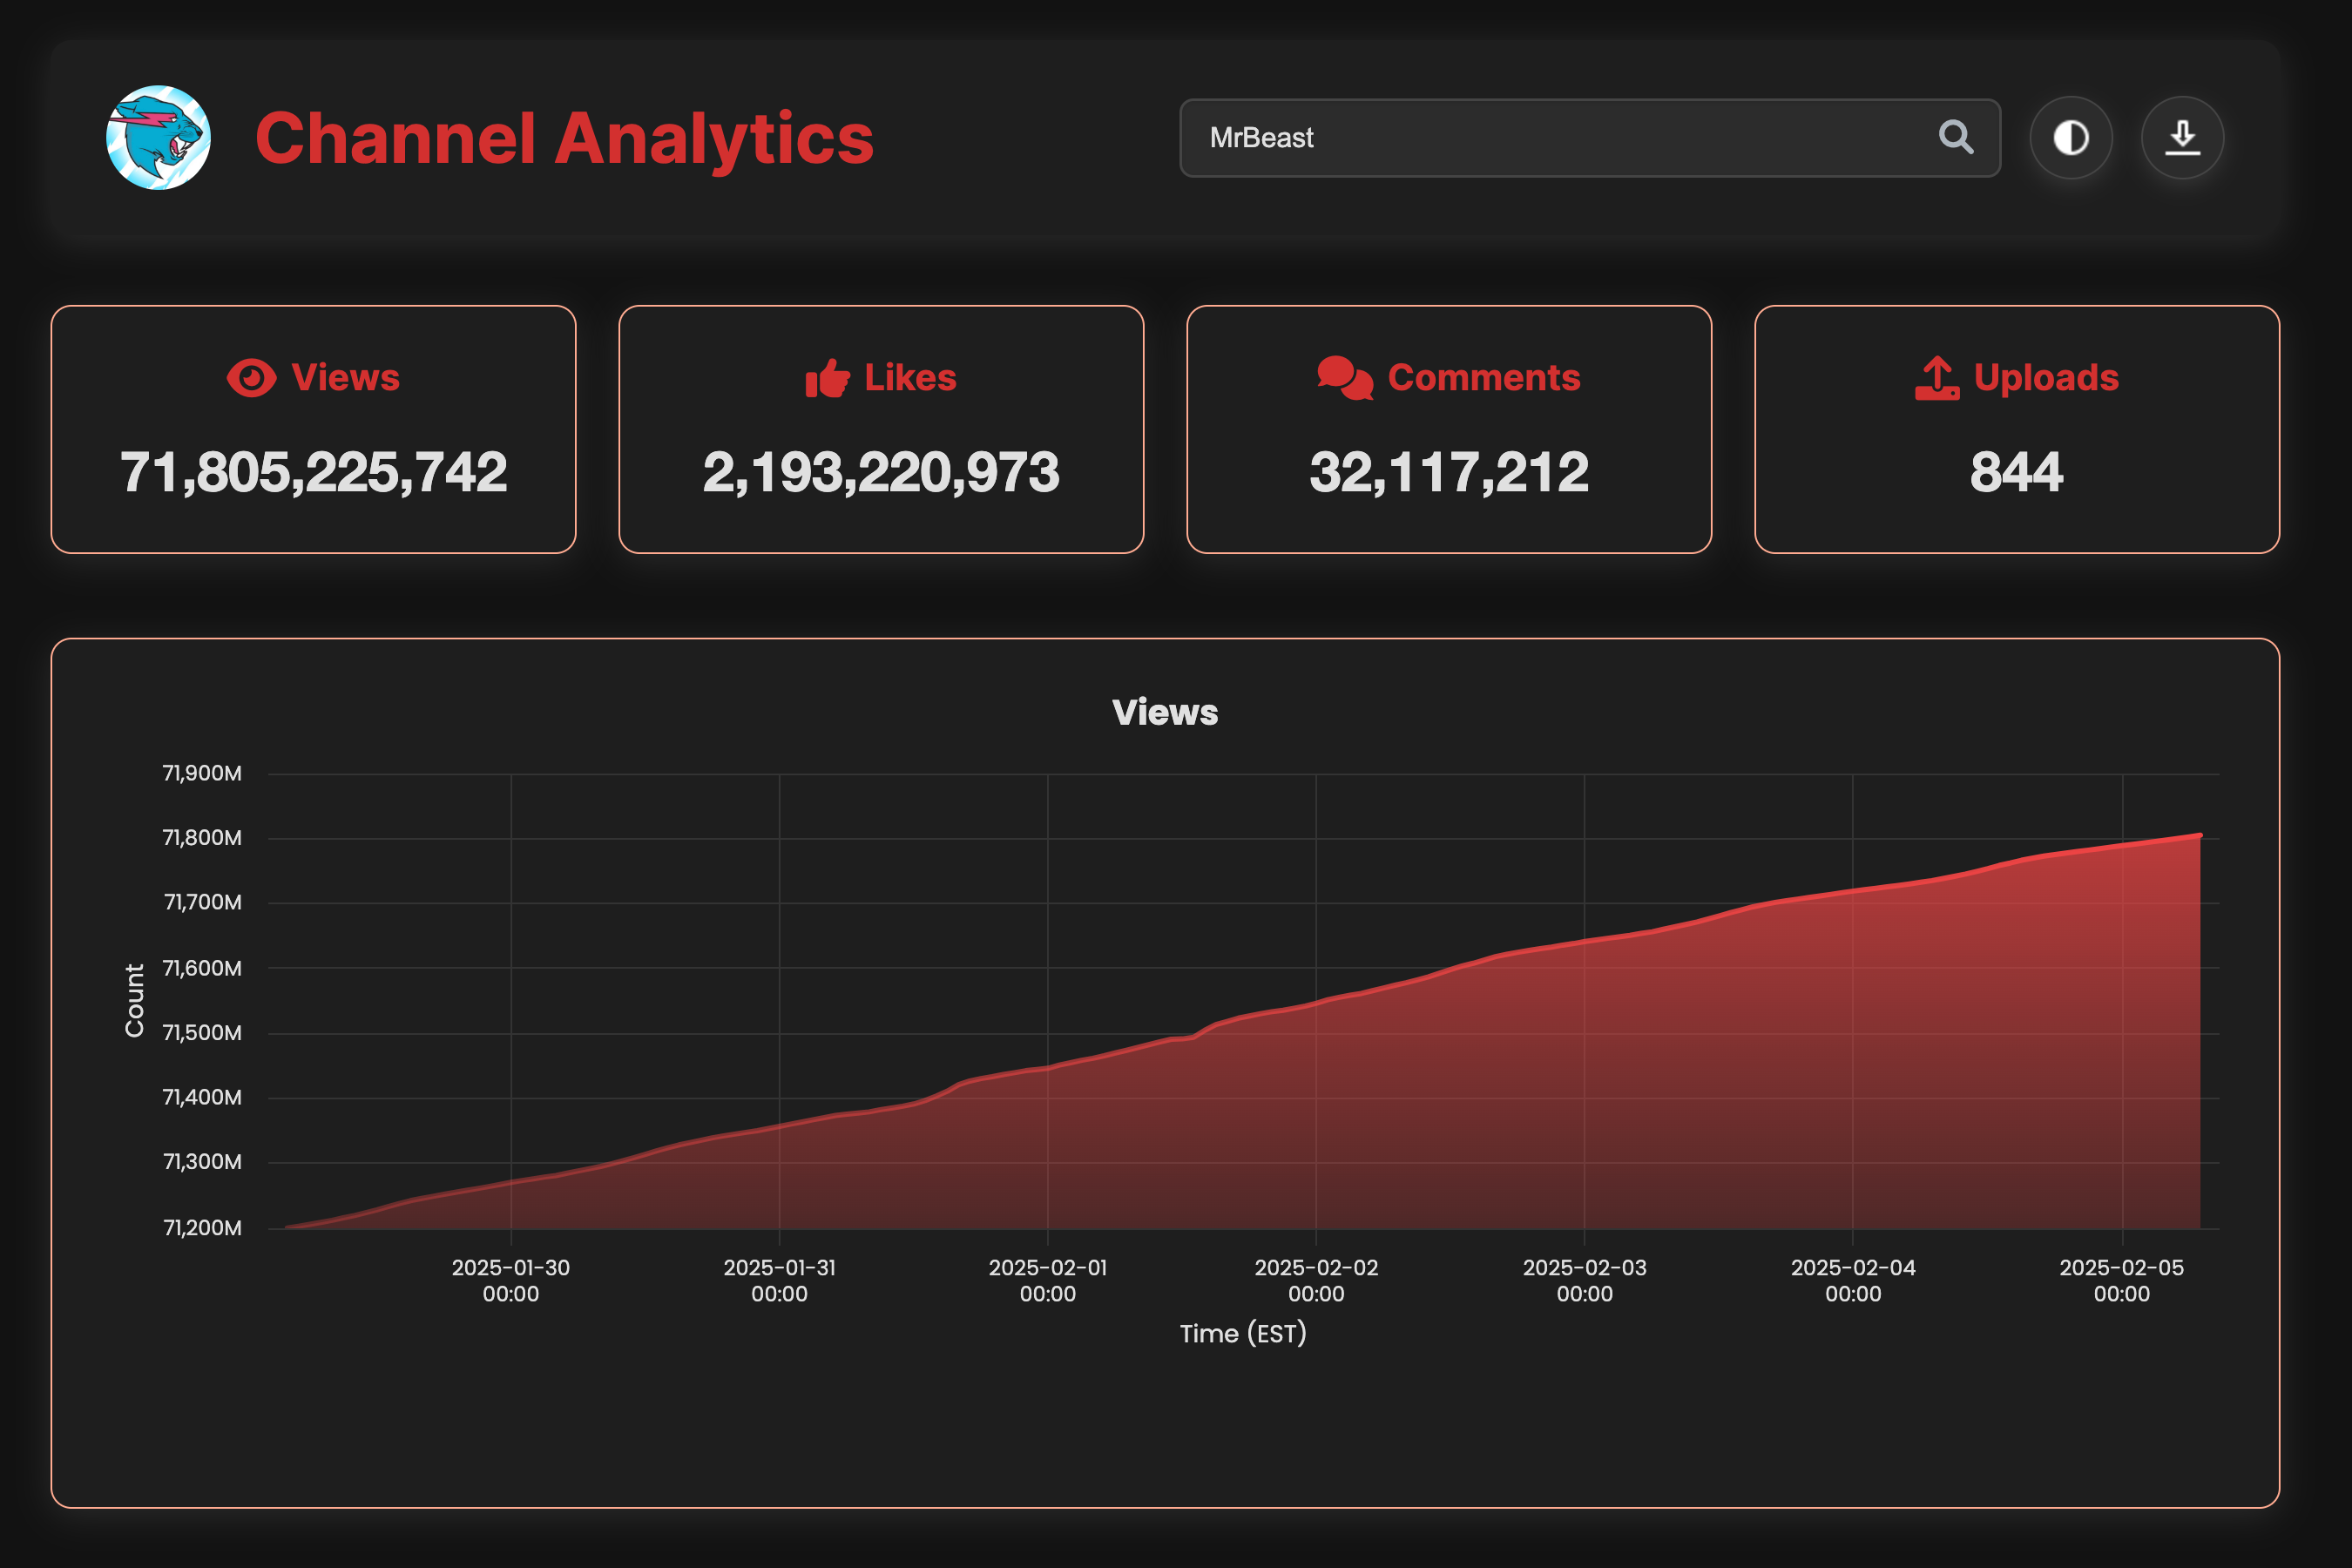 Channel Analytics
MrBeast
Views
71,805,225,742
Likes
2,193,220,973
Comments
32,117,212
Uploads
844
Views
71,900M
71,800M
71,700M
71,600M
71,500M
71,400M
71,300M
71,200M
Count
2025-01-30
00:00
2025-01-31
00:00
2025-02-01
00:00
2025-02-02
00:00
2025-02-03
00:00
2025-02-04
00:00
2025-02-05
00:00
Time (EST)